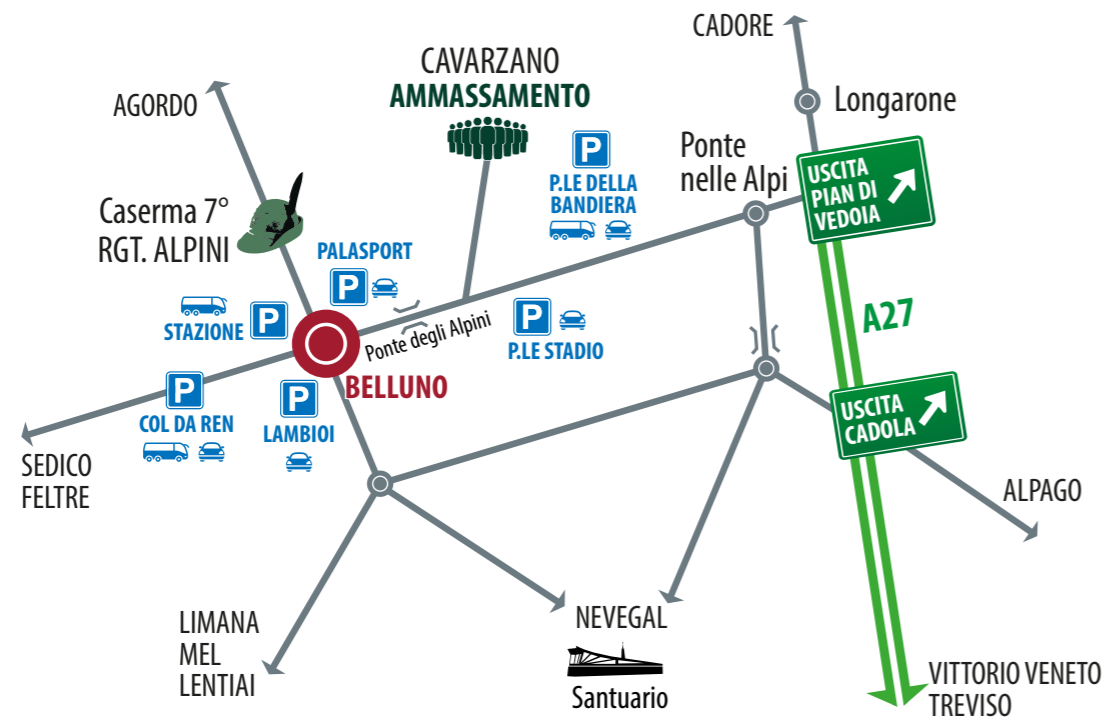 CADORE
Longarone
CAVARZANO
AMMASSAMENTO
AGORDO
P
P.LE DELLA
BANDIERA
Ponte
nelle Alpi
USCITA
PIAN DI
VEDOIA
Caserma 7°
RGT. ALPINI
PALASPORT
P
STAZIONE
P
Ponte degli Alpini
P
P.LE STADIO
A27
BELLUNO
P
COL DA REN
P
LAMBIOI
USCITA
CADOLA
SEDICO
FELTRE
ALPAGO
LIMANA
MEL
LENTIAI
NEVEGAL
Santuario
VITTORIO VENETO
TREVISO